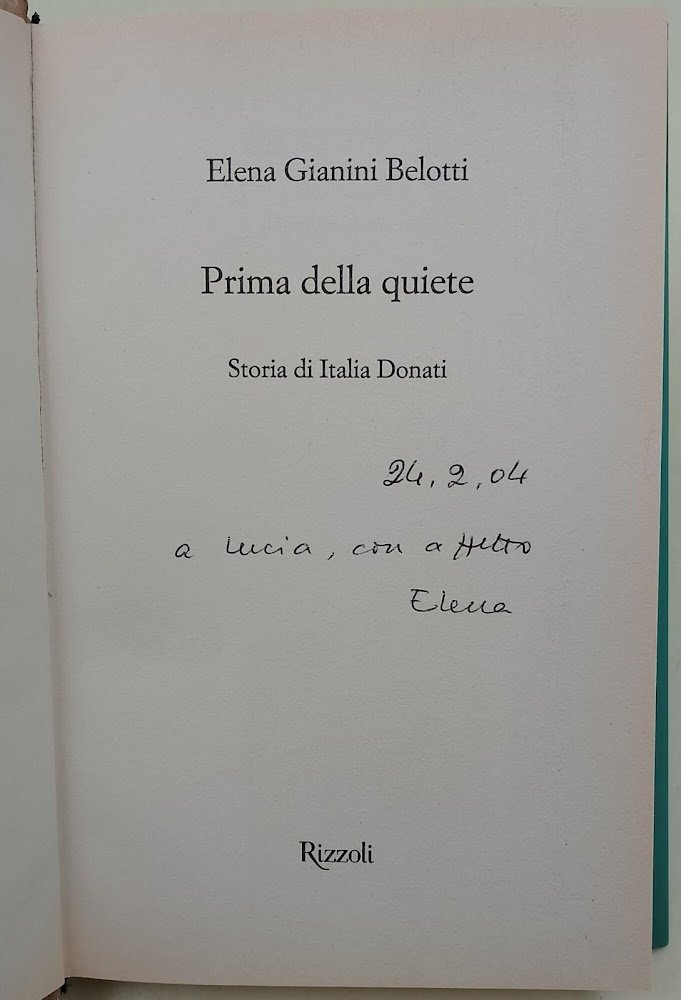 Elena Gianini Belotti
Prima della quiete
Storia di Italia Donati
24.2.04
a Lucia, con affetto
Elena
Rizzoli